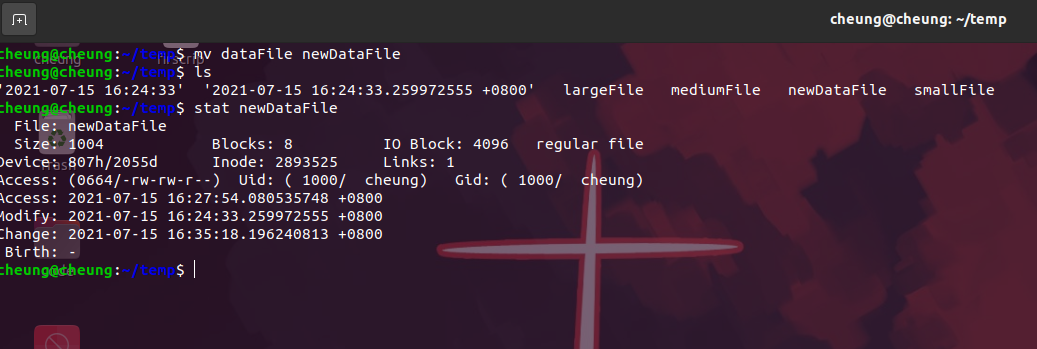 cheung@cheung: ~/temp
cheung@cheung:~/temp$ mv dataFile newDataFile
cheung@cheung:~/temp$ ls
'2021-07-15 16:24:33'  '2021-07-15 16:24:33.259972555 +0800'   largeFile   mediumFile   newDataFile   smallFile
cheung@cheung:~/temp$ stat newDataFile
  File: newDataFile
  Size: 1004            Blocks: 8          IO Block: 4096   regular file
Device: 807h/2055d      Inode: 2893525     Links: 1
Access: (0664/-rw-rw-r--)  Uid: ( 1000/  cheung)   Gid: ( 1000/  cheung)
Access: 2021-07-15 16:27:54.080535748 +0800
Modify: 2021-07-15 16:24:33.259972555 +0800
Change: 2021-07-15 16:35:18.196240813 +0800
 Birth: -
cheung@cheung:~/temp$
cheung
Trash